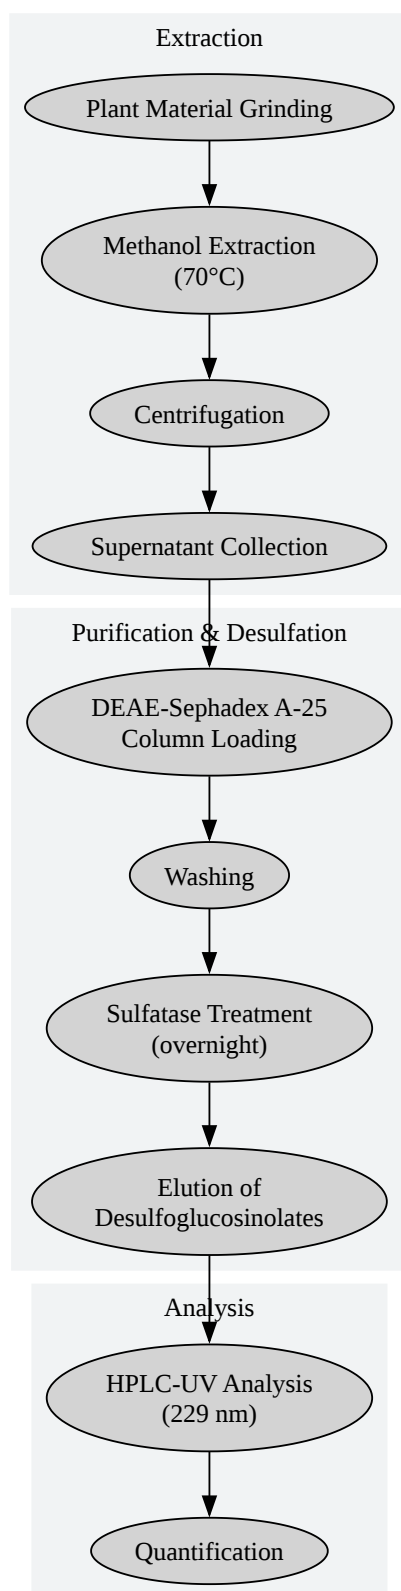 Extraction
Plant Material Grinding
Methanol Extraction
(70°C)
Centrifugation
Supernatant Collection
Purification & Desulfation
DEAE-Sephadex A-25
Column Loading
Washing
Sulfatase Treatment
(overnight)
Elution of
Desulfoglucosinolates
Analysis
HPLC-UV Analysis
(229 nm)
Quantification